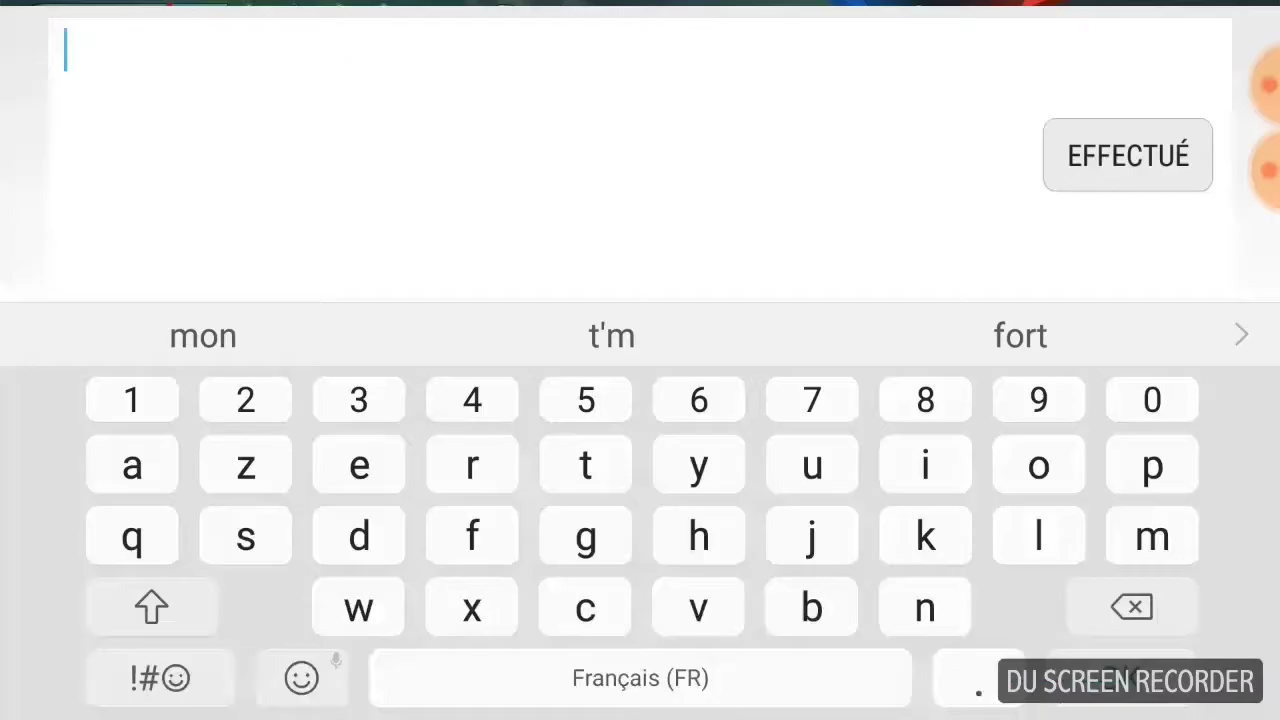 EFFECTUÉ
mon t'm fort
1 2 3 4 5 6 7 8 9 0
a z e r t y u i o p
q s d f g h j k l m
w x c v b n
!#☺ Français (FR) .
DU SCREEN RECORDER